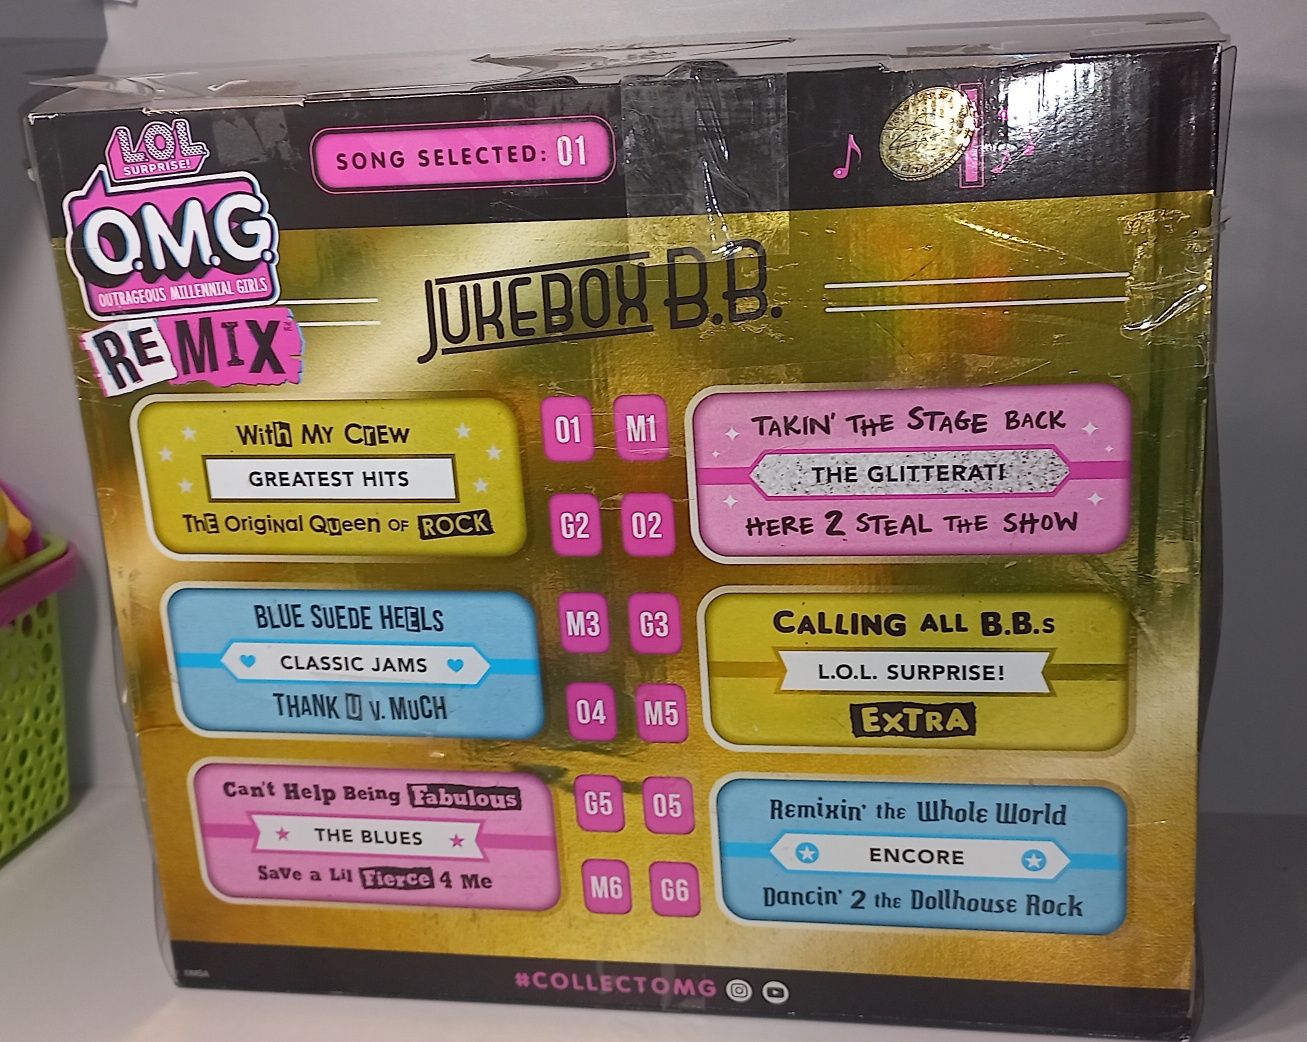 L.O.L.
SURPRISE!
O.M.G.
OUTRAGEOUS MILLENNIAL GIRLS
REMIX™
SONG SELECTED: 01
JUKEBOX B.B.
With MY CrEW
GREATEST HITS
ThE OriginAl QuEen OF ROCK
01 M1
G2 02
TAKIN' THE STAGE BACK
THE GLITTERATI
HERE 2 STEAL THE SHOW
BLUE SUEDE HEELS
CLASSIC JAMS
THANK U V. MUCH
M3 G3
04 M5
CALLING ALL B.B.s
L.O.L. SURPRISE!
EXTRA
Can't Help Being Fabulous
THE BLUES
SaVe a Lil Fierce 4 Me
G5 05
M6 G6
Remixin' the Whole World
ENCORE
Dancin' 2 the Dollhouse Rock
#COLLECTOMG